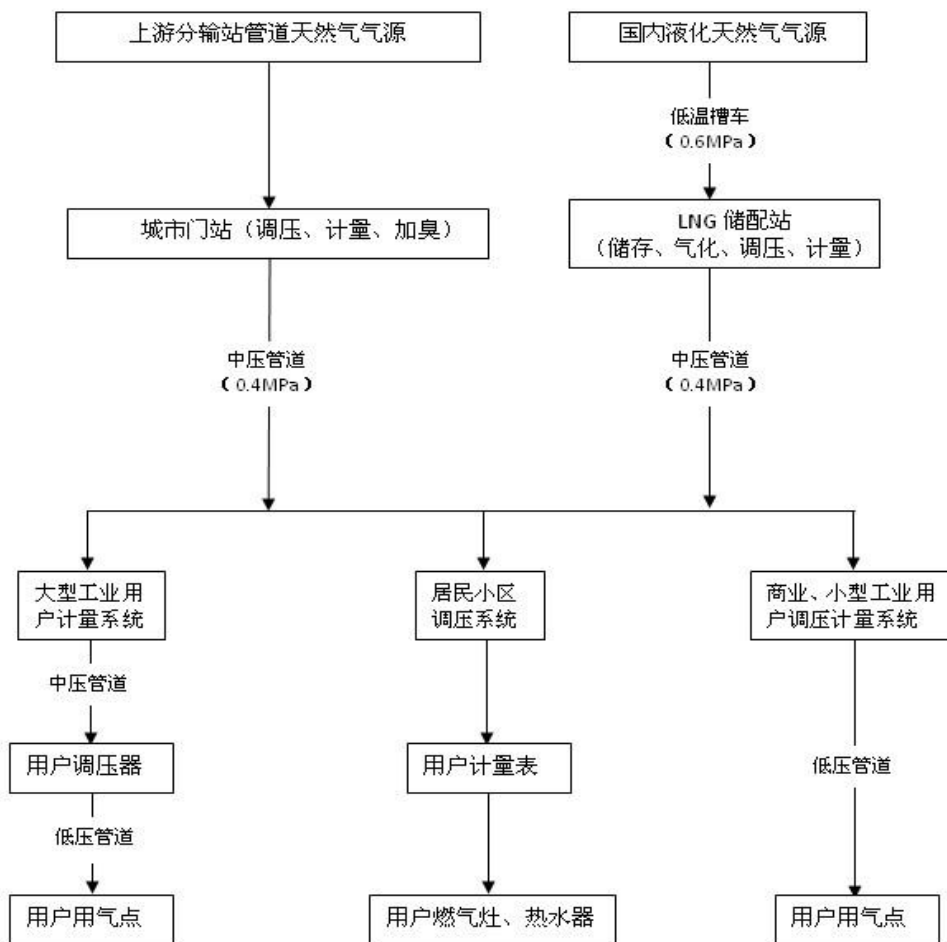 上游分输站管道天然气气源
国内液化天然气气源
低温槽车
（0.6MPa）
城市门站（调压、计量、加臭）
LNG 储配站
（储存、气化、调压、计量）
中压管道
（0.4MPa）
中压管道
（0.4MPa）
大型工业用
户计量系统
居民小区
调压系统
商业、小型工业用
户调压计量系统
中压管道
用户调压器
用户计量表
低压管道
低压管道
用户用气点
用户燃气灶、热水器
用户用气点